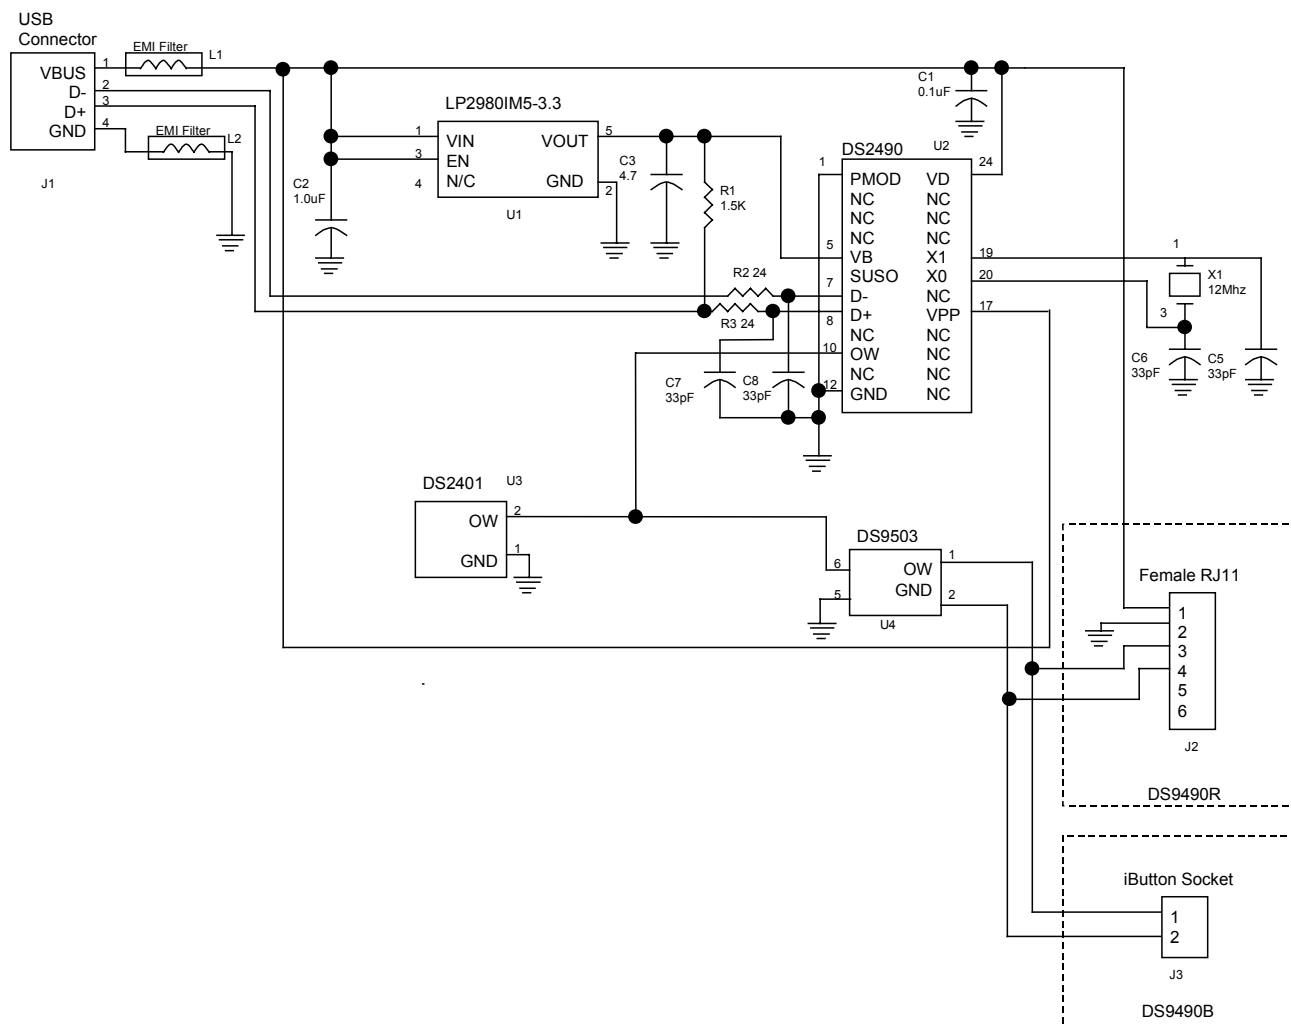 USB
Connector
EMI Filter
L1
VBUS
1
D-
2
D+
3
GND
4
EMI Filter
L2
J1
LP2980IM5-3.3
1
VIN
VOUT
5
3
EN
4
N/C
GND
2
U1
C2
1.0uF
C3
4.7
R1
1.5K
C1
0.1uF
DS2490
U2
1
PMOD
VD
24
NC
NC
NC
NC
NC
NC
5
VB
X1
19
SUSO
X0
20
7
D-
NC
8
D+
VPP
17
NC
NC
10
OW
NC
NC
NC
12
GND
NC
R2 24
R3 24
C7
33pF
C8
33pF
1
X1
12Mhz
3
C6
33pF
C5
33pF
DS2401
U3
OW
2
GND
1
DS9503
6
OW
1
5
GND
2
U4
Female RJ11
1
2
3
4
5
6
J2
DS9490R
iButton Socket
1
2
J3
DS9490B